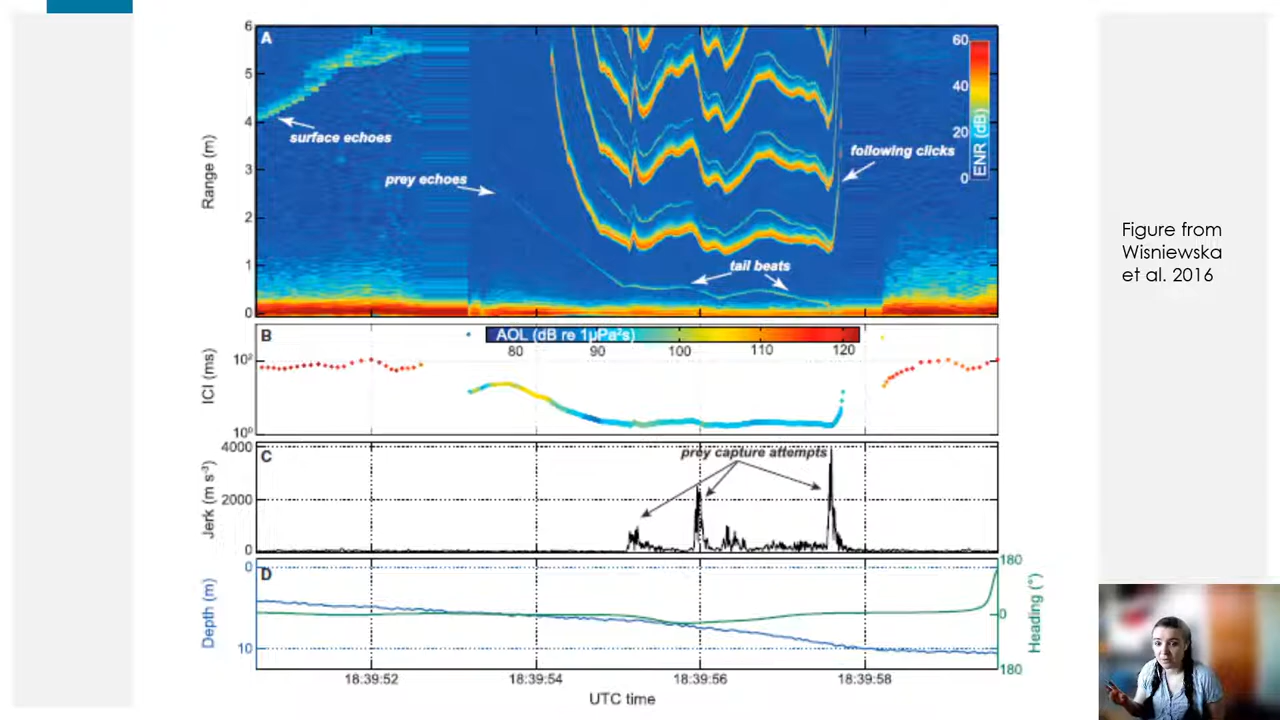 A
6
5
4
3
2
1
0
Range (m)
surface echoes
prey echoes
tail beats
following clicks
60
40
20
0
ENR (dB)
Figure from
Wisniewska
et al. 2016
B
AOL (dB re 1µPa²s)
80 90 100 110 120
10²
10⁰
ICI (ms)
C
4000
2000
0
Jerk (m s⁻³)
prey capture attempts
D
0
10
Depth (m)
180
0
180
Heading (°)
18:39:52 18:39:54 18:39:56 18:39:58
UTC time